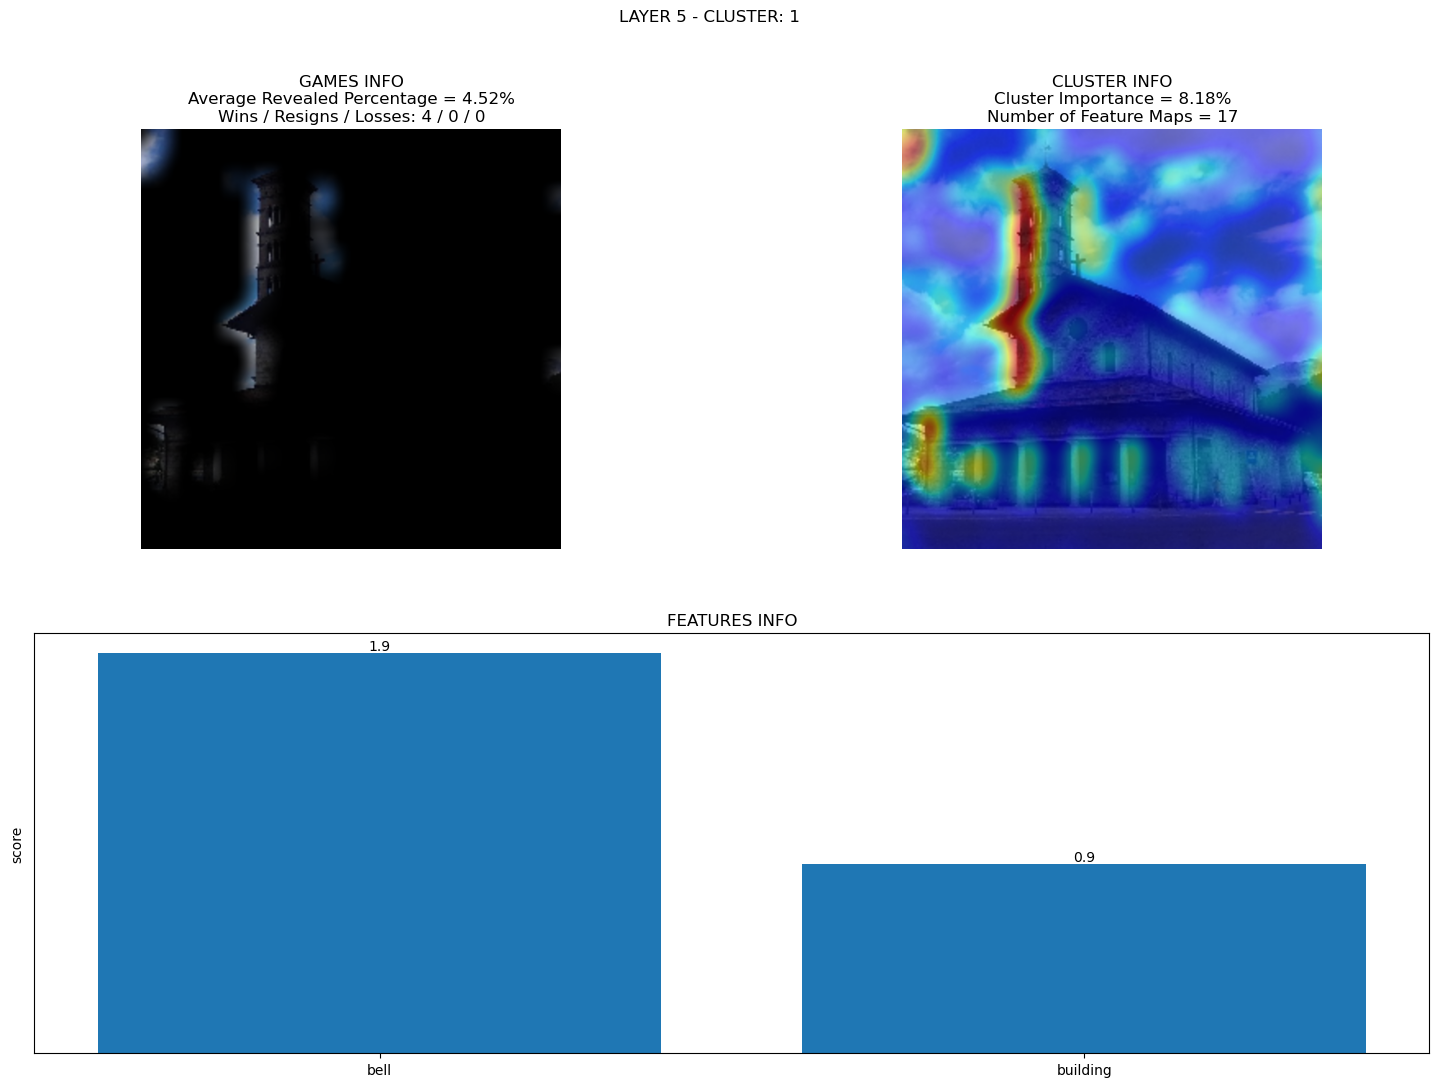 LAYER 5 - CLUSTER: 1
GAMES INFO
Average Revealed Percentage = 4.52%
Wins / Resigns / Losses: 4 / 0 / 0
CLUSTER INFO
Cluster Importance = 8.18%
Number of Feature Maps = 17
FEATURES INFO
1.9
0.9
score
bell
building